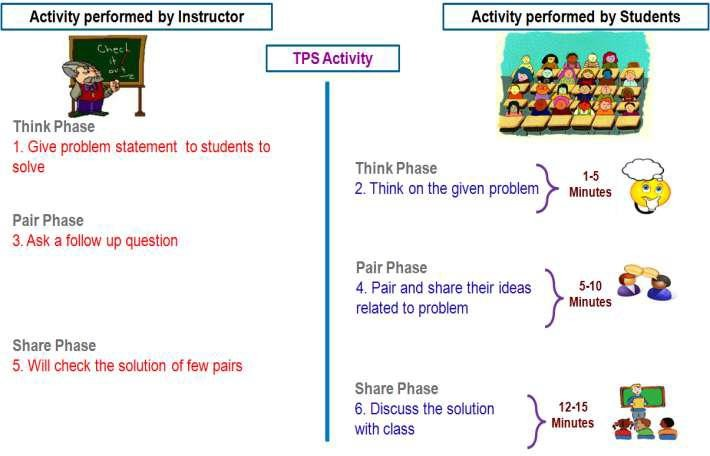 Activity performed by Instructor
Activity performed by Students
TPS Activity
Check
it
out
Think Phase
1. Give problem statement to students to
solve
Think Phase
2. Think on the given problem
1-5
Minutes
Pair Phase
3. Ask a follow up question
Pair Phase
4. Pair and share their ideas
related to problem
5-10
Minutes
Share Phase
5. Will check the solution of few pairs
Share Phase
6. Discuss the solution
with class
12-15
Minutes